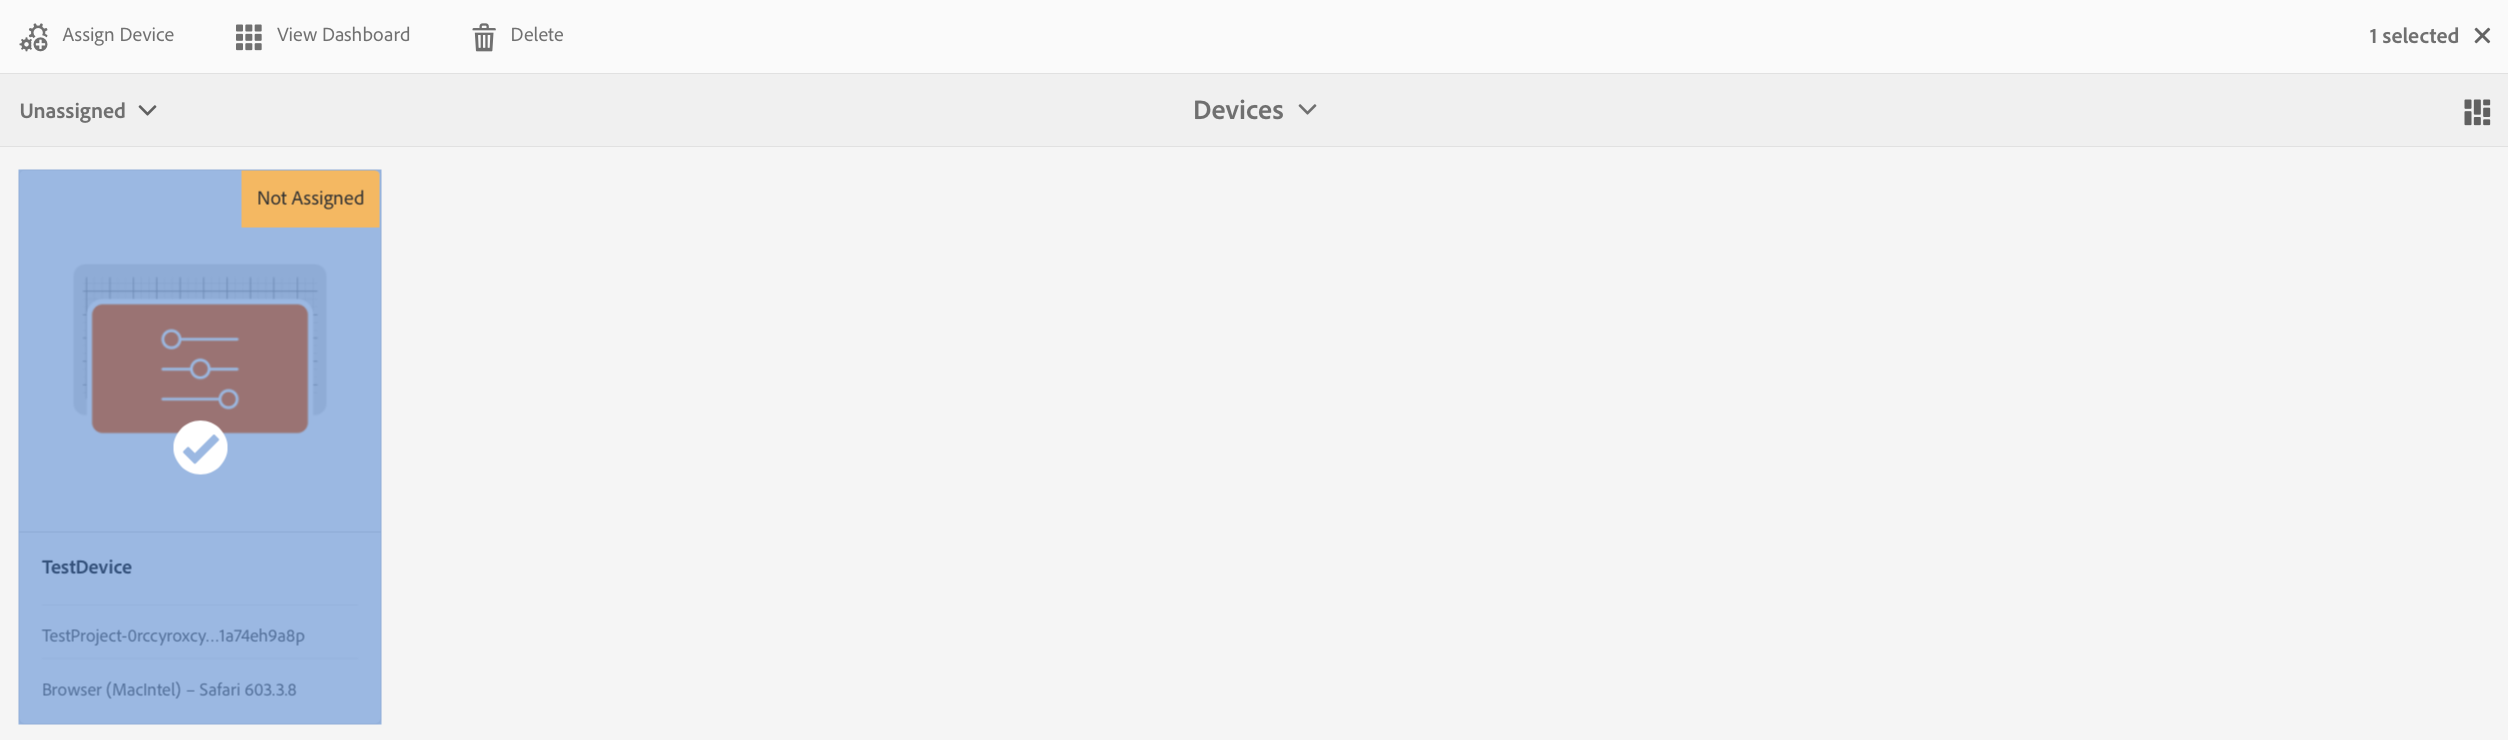 Assign Device View Dashboard Delete 1 selected
Unassigned Devices
Not Assigned
TestDevice
TestProject-0rccyroxcy...1a74eh9a8p
Browser (MacIntel) – Safari 603.3.8